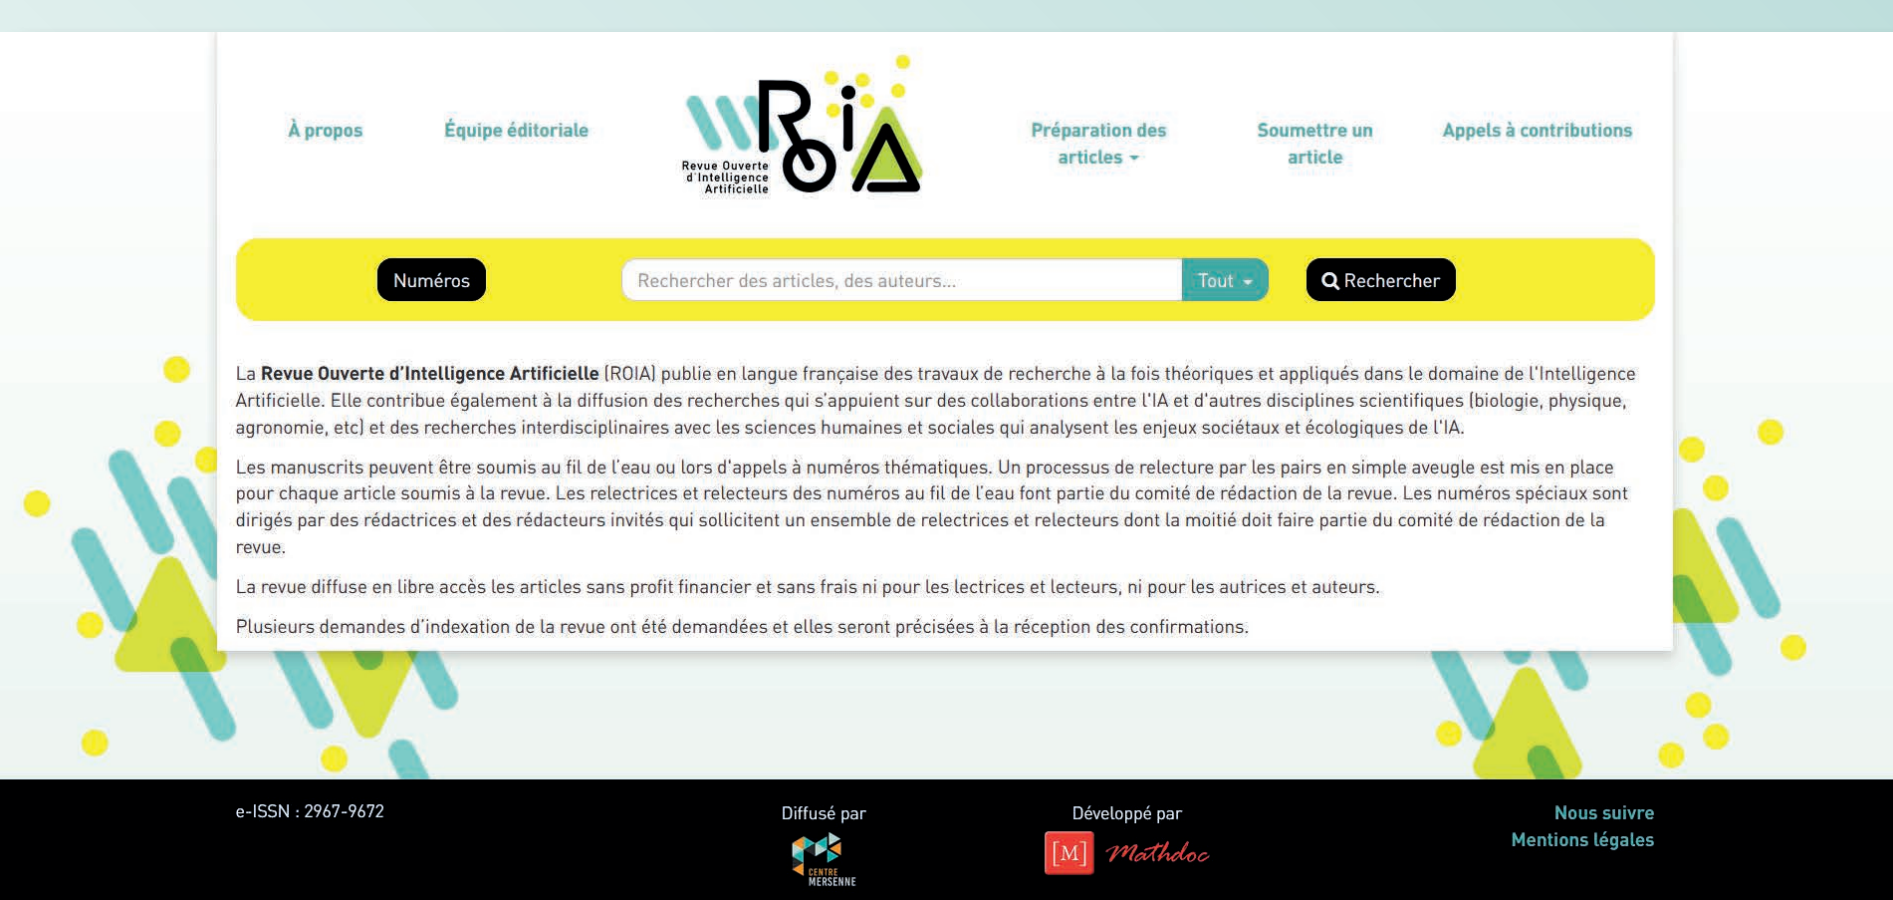 À propos
Équipe éditoriale
ROIA
Revue Ouverte
d'Intelligence
Artificielle
Préparation des
articles
Soumettre un
article
Appels à contributions
Numéros
Rechercher des articles, des auteurs...
Tout
Rechercher
La Revue Ouverte d’Intelligence Artificielle (ROIA) publie en langue française des travaux de recherche à la fois théoriques et appliqués dans le domaine de l'Intelligence
Artificielle. Elle contribue également à la diffusion des recherches qui s’appuient sur des collaborations entre l'IA et d'autres disciplines scientifiques (biologie, physique,
agronomie, etc) et des recherches interdisciplinaires avec les sciences humaines et sociales qui analysent les enjeux sociétaux et écologiques de l'IA.
Les manuscrits peuvent être soumis au fil de l’eau ou lors d'appels à numéros thématiques. Un processus de relecture par les pairs en simple aveugle est mis en place
pour chaque article soumis à la revue. Les relectrices et relecteurs des numéros au fil de l’eau font partie du comité de rédaction de la revue. Les numéros spéciaux sont
dirigés par des rédactrices et des rédacteurs invités qui sollicitent un ensemble de relectrices et relecteurs dont la moitié doit faire partie du comité de rédaction de la
revue.
La revue diffuse en libre accès les articles sans profit financier et sans frais ni pour les lectrices et lecteurs, ni pour les autrices et auteurs.
Plusieurs demandes d’indexation de la revue ont été demandées et elles seront précisées à la réception des confirmations.
e-ISSN : 2967-9672
Diffusé par
CENTRE
MERSENNE
Développé par
[M] Mathdoc
Nous suivre
Mentions légales